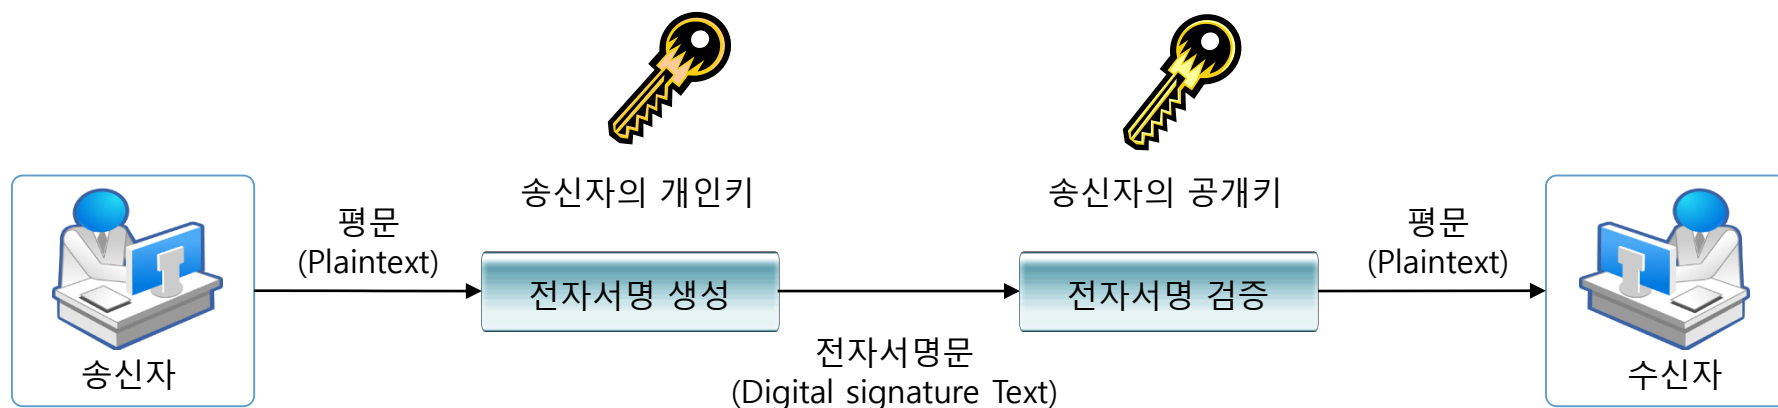 송신자의 개인키
송신자의 공개키
평문
(Plaintext)
평문
(Plaintext)
전자서명 생성
전자서명 검증
전자서명문
(Digital signature Text)
송신자
수신자